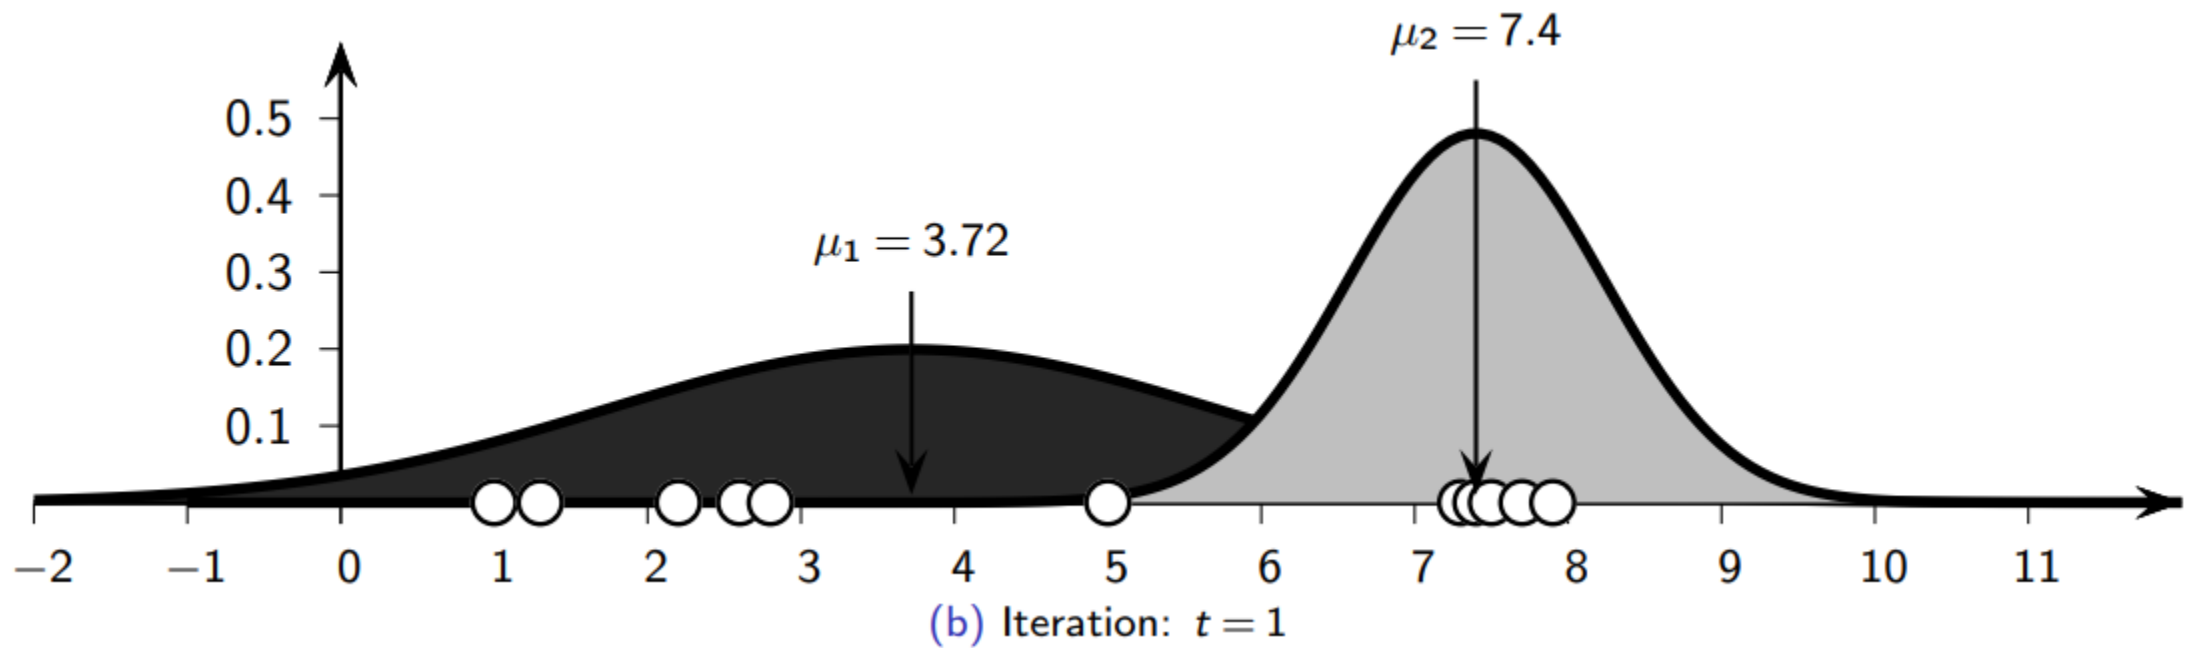 μ₂ = 7.4
0.5
0.4
μ₁ = 3.72
0.3
0.2
0.1
−2 −1 0 1 2 3 4 5 6 7 8 9 10 11
(b) Iteration: t = 1